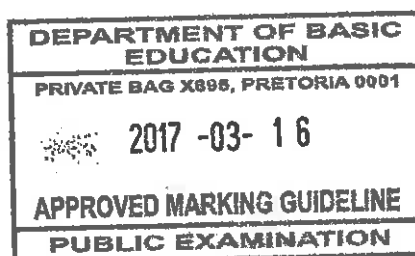 DEPARTMENT OF BASIC
EDUCATION
PRIVATE BAG X895, PRETORIA 0001
2017 -03- 16
APPROVED MARKING GUIDELINE
PUBLIC EXAMINATION